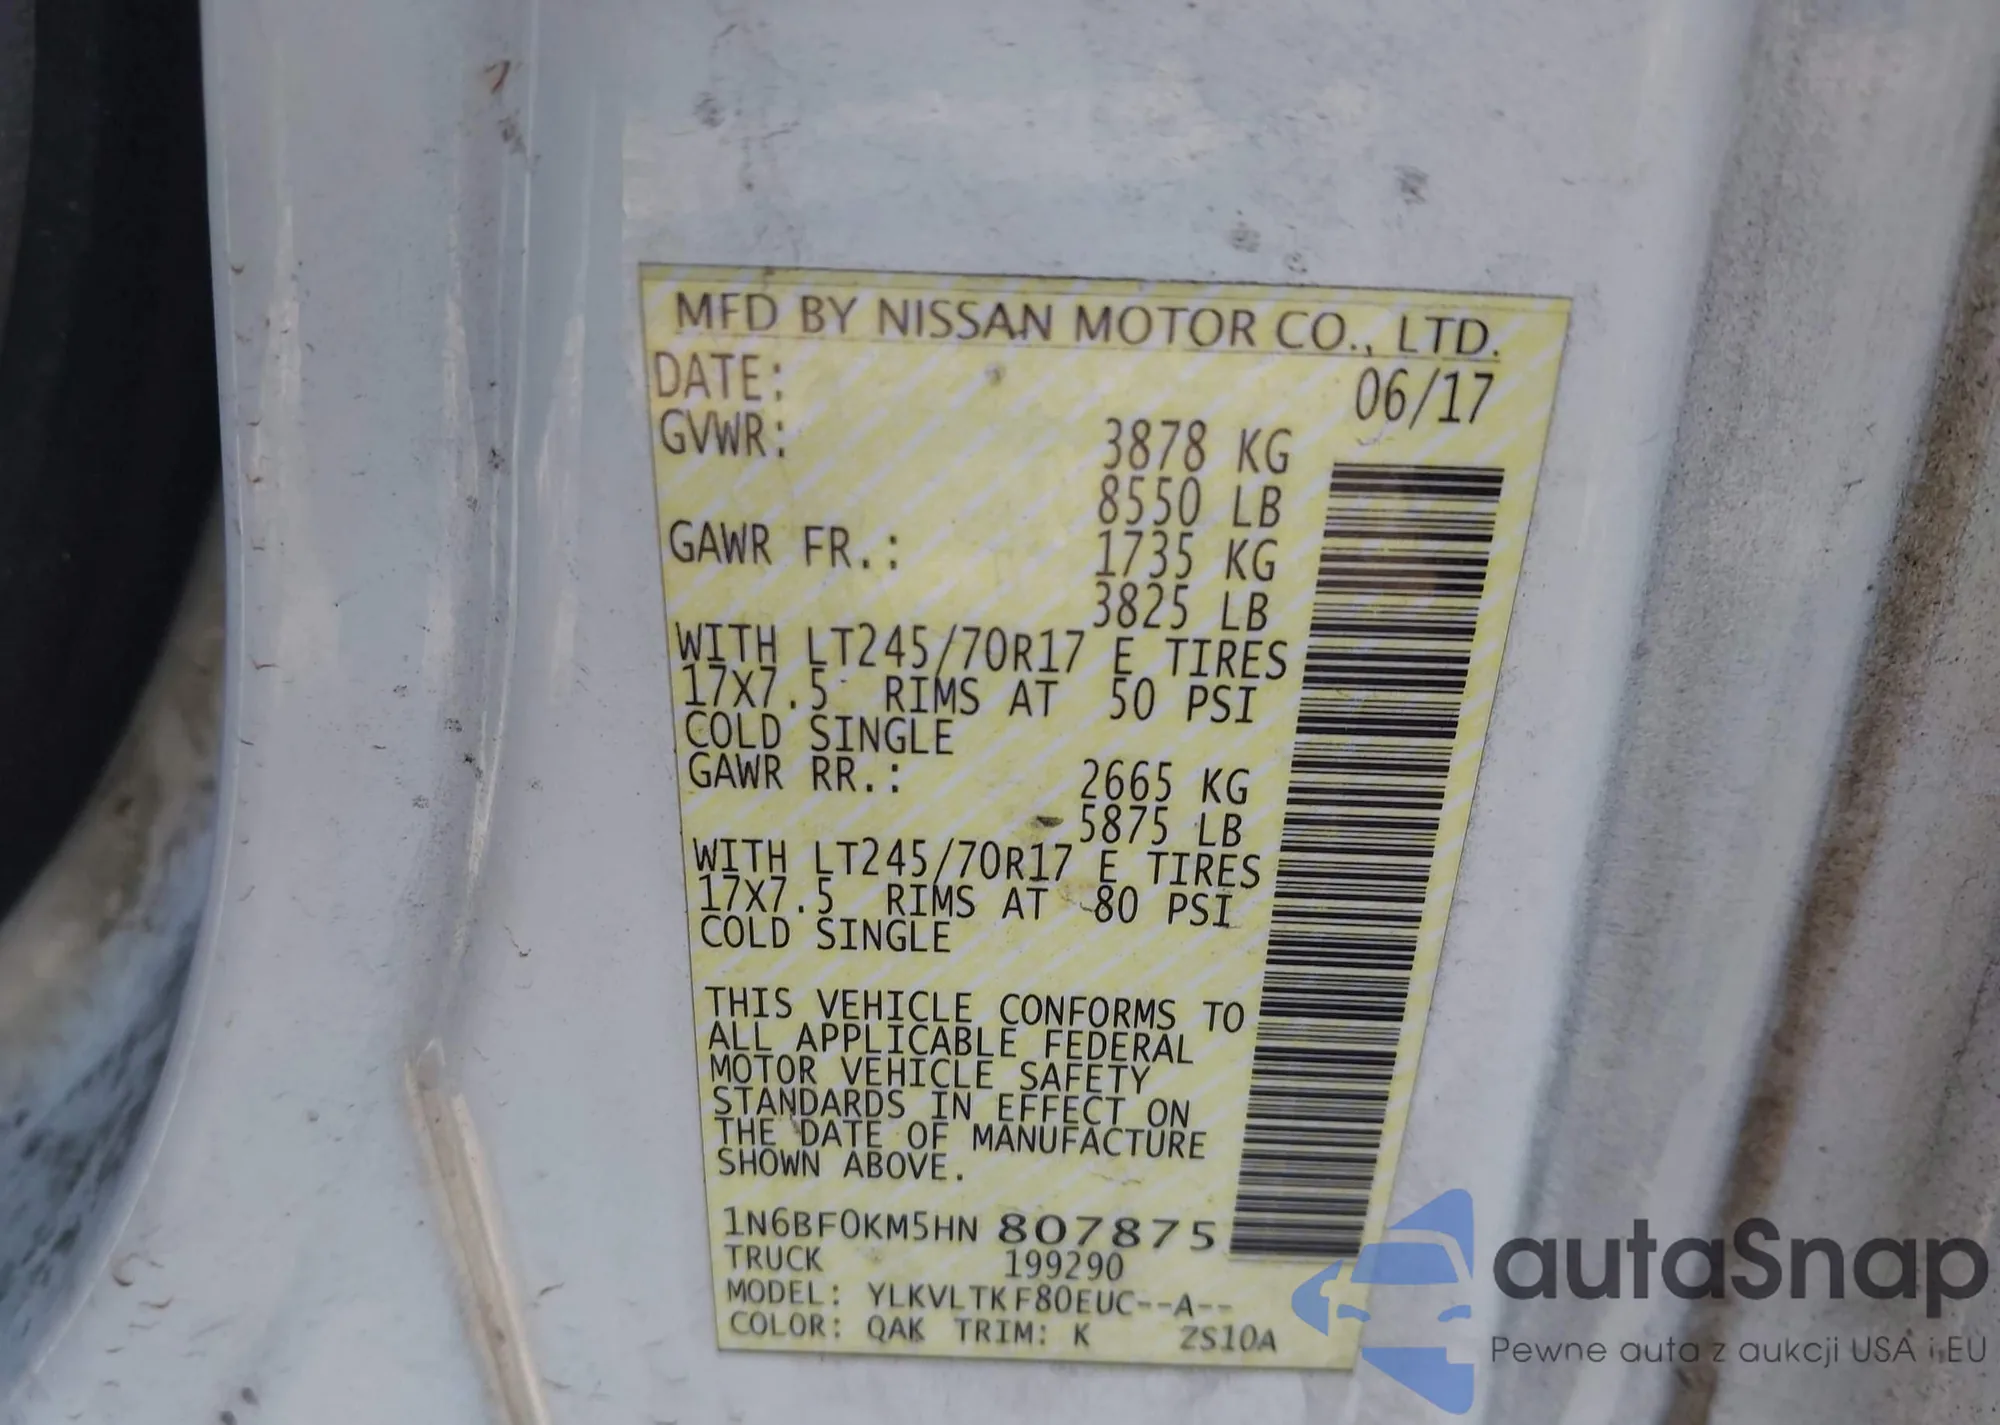 MFD BY NISSAN MOTOR CO., LTD.
DATE: 06/17
GVWR: 3878 KG
8550 LB
GAWR FR.: 1735 KG
3825 LB
WITH LT245/70R17 E TIRES
17X7.5 RIMS AT 50 PSI
COLD SINGLE
GAWR RR.: 2665 KG
5875 LB
WITH LT245/70R17 E TIRES
17X7.5 RIMS AT 80 PSI
COLD SINGLE
THIS VEHICLE CONFORMS TO
ALL APPLICABLE FEDERAL
MOTOR VEHICLE SAFETY
STANDARDS IN EFFECT ON
THE DATE OF MANUFACTURE
SHOWN ABOVE.
1N6BF0KM5HN 807875
TRUCK 199290
MODEL: YLKVLTKF80EUC--A--
COLOR: QAK TRIM: K ZS10A
autaSnap
Pewne auta z aukcji USA i EU